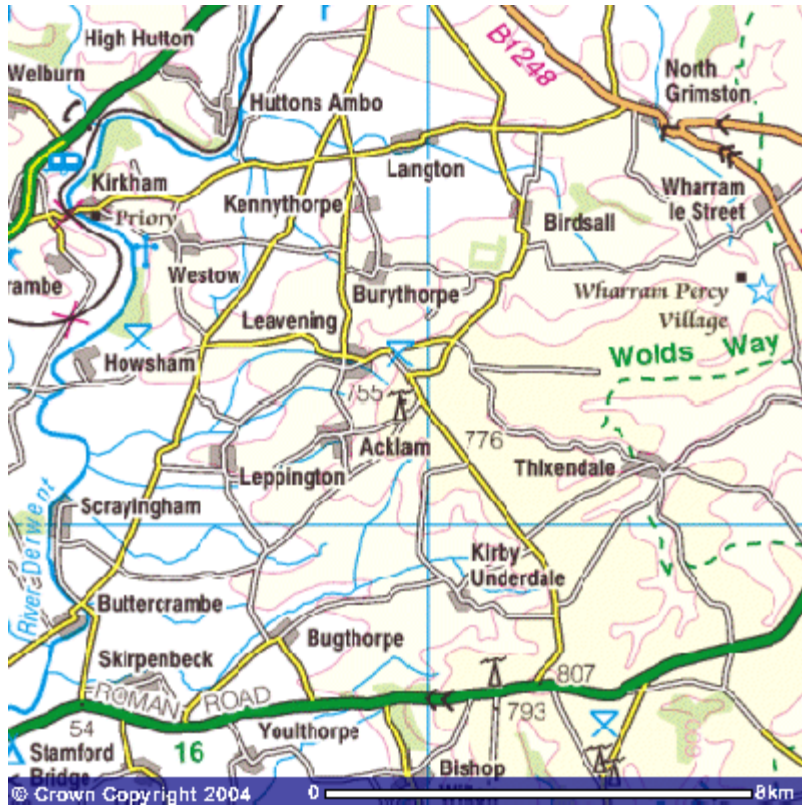 High Hutton
Welburn
B1248
North
Grimston
Huttons Ambo
Langton
Kirkham
Priory
Kennythorpe
Wharram
le Street
Birdsall
Westow
rambe
Burythorpe
Wharram Percy
Village
Leavening
Wolds Way
Howsham
755
Acklam
776
Leppington
Thixendale
Scrayingham
River Derwent
Kirby
Underdale
Buttercrambe
Bugthorpe
Skirpenbeck
ROMAN ROAD
807
793
54
16
Youlthorpe
Stamford
Bridge
Bishop
© Crown Copyright 2004
0
8km